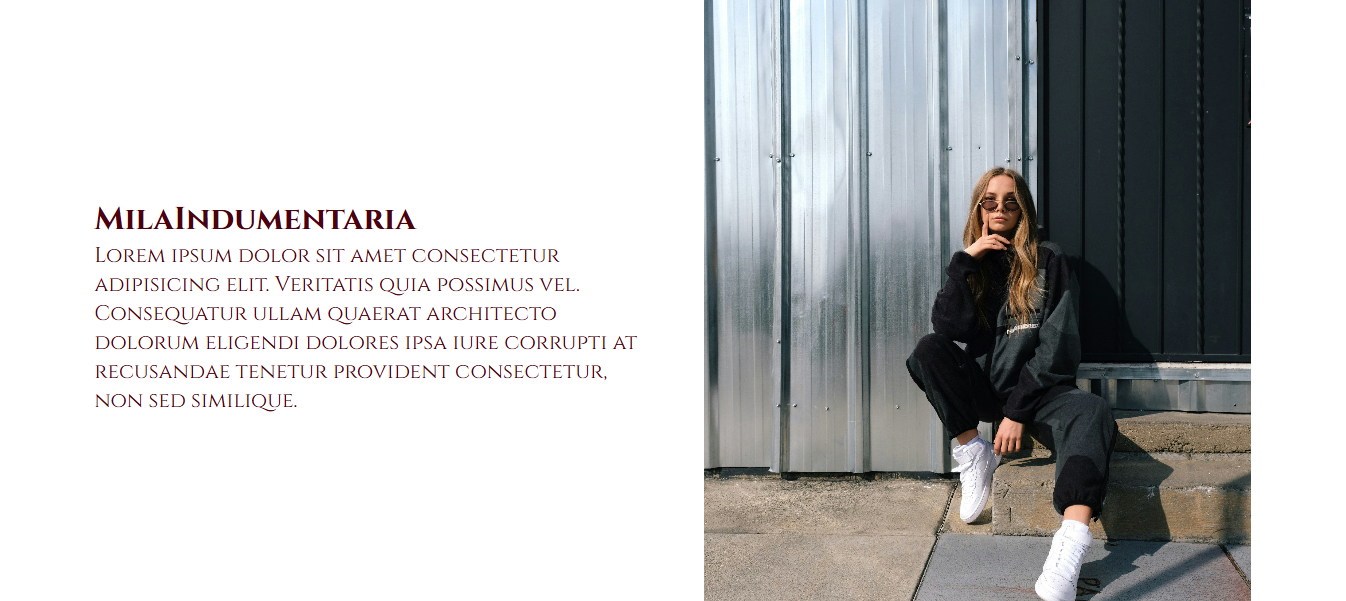 MilaIndumentaria
Lorem ipsum dolor sit amet consectetur
adipisicing elit. Veritatis quia possimus vel.
Consequatur ullam quaerat architecto
dolorum eligendi dolores ipsa iure corrupti at
recusandae tenetur provident consectetur,
non sed similique.